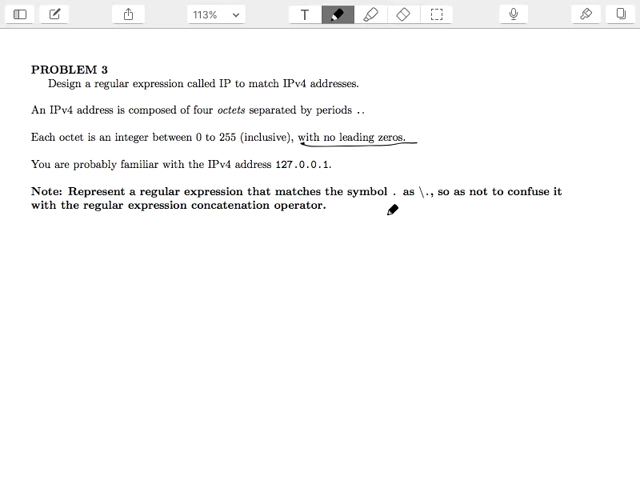 113%
T
PROBLEM 3
Design a regular expression called IP to match IPv4 addresses.
An IPv4 address is composed of four octets separated by periods ..
Each octet is an integer between 0 to 255 (inclusive), with no leading zeros.
You are probably familiar with the IPv4 address 127.0.0.1.
Note: Represent a regular expression that matches the symbol . as \., so as not to confuse it
with the regular expression concatenation operator.